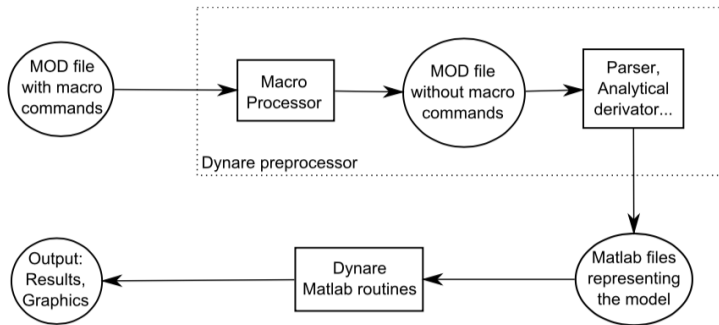 MOD file
with macro
commands
Macro
Processor
MOD file
without macro
commands
Parser,
Analytical
derivator...
Dynare preprocessor
Output:
Results,
Graphics
Dynare
Matlab routines
Matlab files
representing
the model